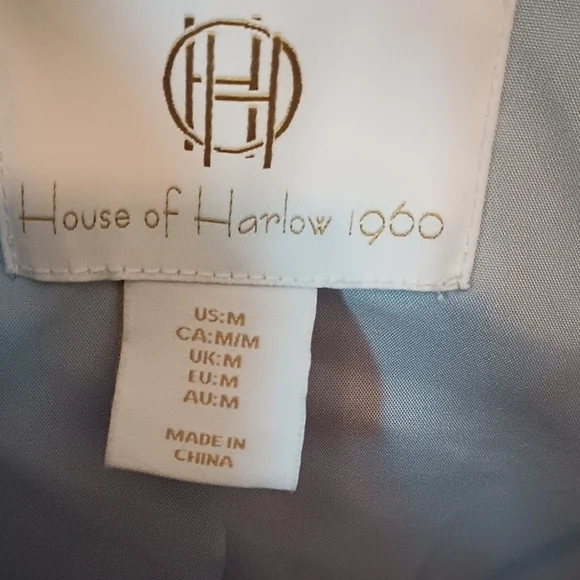 House of Harlow 1960
US:M
CA:M/M
UK:M
EU:M
AU:M
MADE IN
CHINA